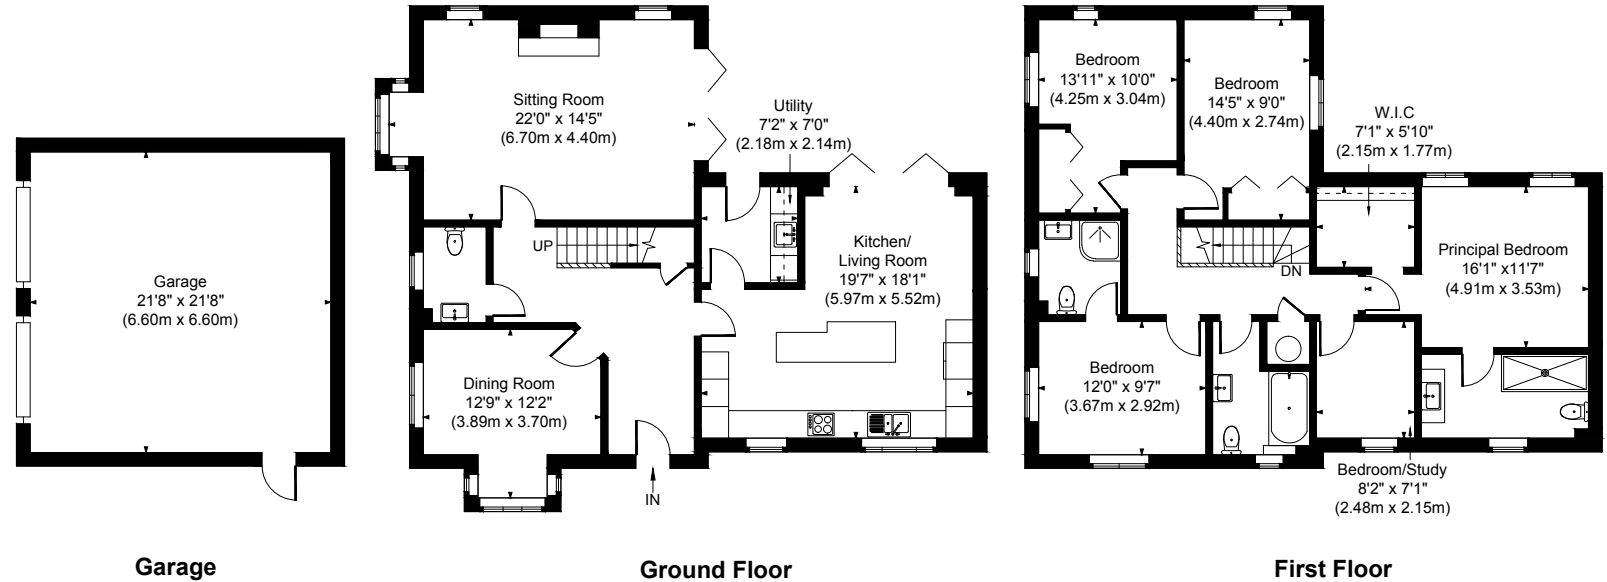 Garage
21'8" x 21'8"
(6.60m x 6.60m)
Garage
Sitting Room
22'0" x 14'5"
(6.70m x 4.40m)
Utility
7'2" x 7'0"
(2.18m x 2.14m)
UP
Kitchen/
Living Room
19'7" x 18'1"
(5.97m x 5.52m)
Dining Room
12'9" x 12'2"
(3.89m x 3.70m)
IN
Ground Floor
Bedroom
13'11" x 10'0"
(4.25m x 3.04m)
Bedroom
14'5" x 9'0"
(4.40m x 2.74m)
W.I.C
7'1" x 5'10"
(2.15m x 1.77m)
DN
Principal Bedroom
16'1" x11'7"
(4.91m x 3.53m)
Bedroom
12'0" x 9'7"
(3.67m x 2.92m)
Bedroom/Study
8'2" x 7'1"
(2.48m x 2.15m)
First Floor